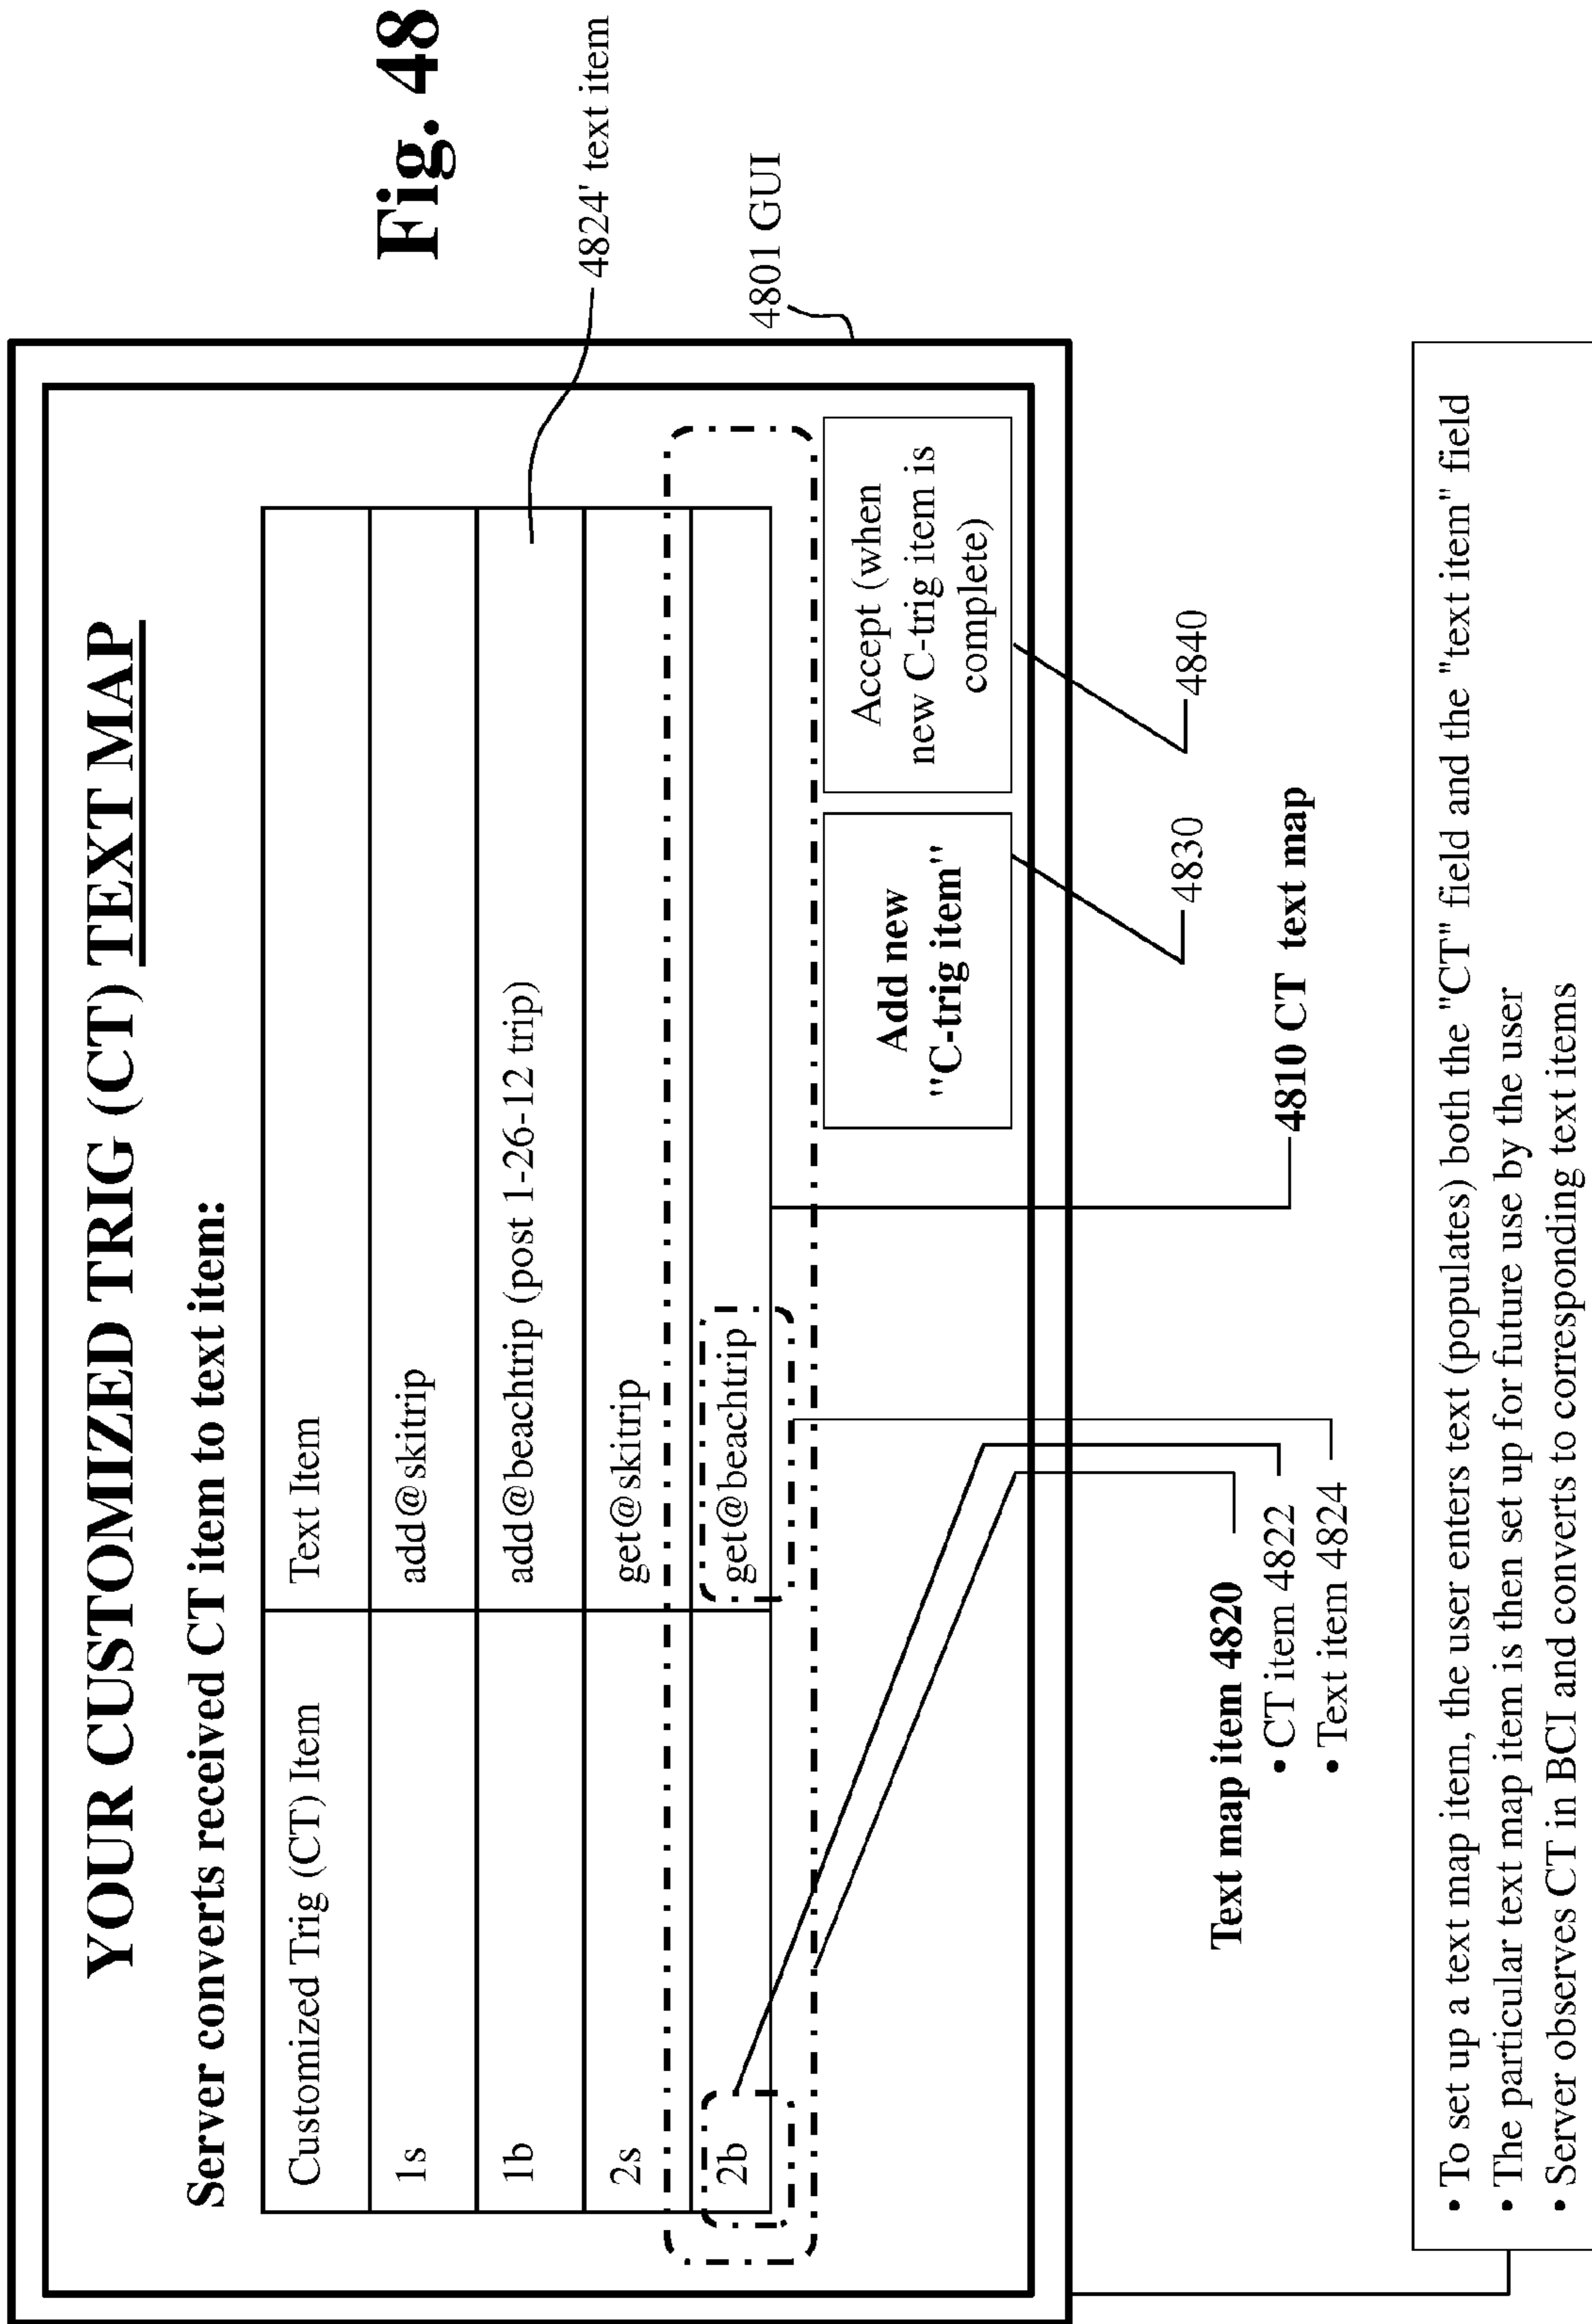 YOUR CUSTOMIZED TRIG (CT) TEXT MAP
Fig. 48
Server converts received CT item to text item:
Customized Trig (CT) Item
Text Item
1s
add@skitrip
1b
add@beachtrip (post 1-26-12 trip)
4824' text item
2s
get@skitrip
2b
get@beachtrip
4801 GUI
Add new
"C-trig item"
Accept (when
new C-trig item is
complete)
4830
4840
Text map item 4820
• CT item 4822
• Text item 4824
4810 CT text map
• To set up a text map item, the user enters text (populates) both the "CT" field and the "text item" field
• The particular text map item is then set up for future use by the user
• Server observes CT in BCI and converts to corresponding text items